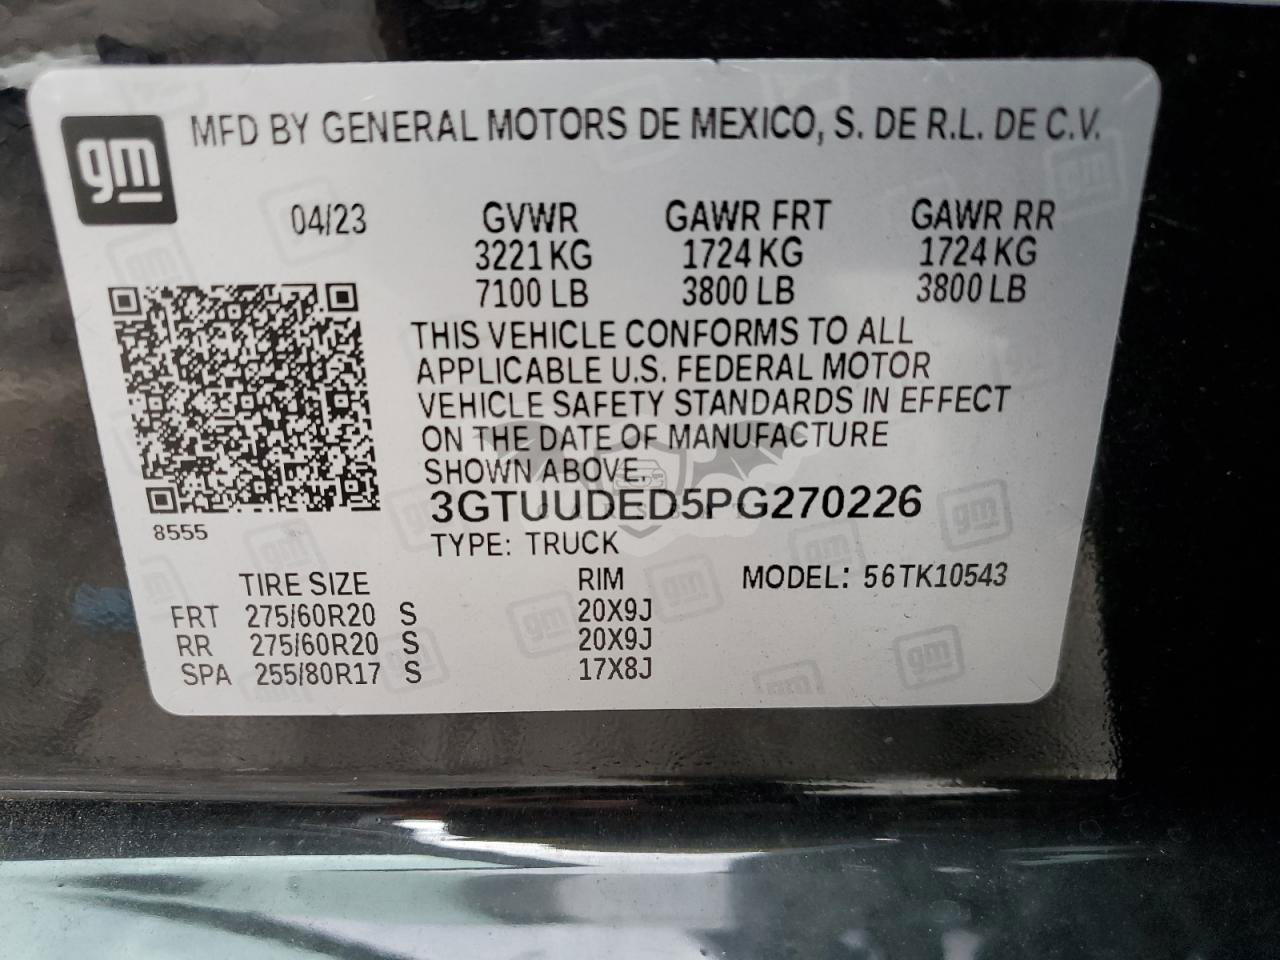 gm
MFD BY GENERAL MOTORS DE MEXICO, S. DE R.L. DE C.V.
04/23 GVWR GAWR FRT GAWR RR
3221 KG 1724 KG 1724 KG
7100 LB 3800 LB 3800 LB
THIS VEHICLE CONFORMS TO ALL
APPLICABLE U.S. FEDERAL MOTOR
VEHICLE SAFETY STANDARDS IN EFFECT
ON THE DATE OF MANUFACTURE
SHOWN ABOVE.
3GTUUDED5PG270226
8555
TYPE: TRUCK
TIRE SIZE RIM MODEL: 56TK10543
FRT 275/60R20 S 20X9J
RR 275/60R20 S 20X9J
SPA 255/80R17 S 17X8J